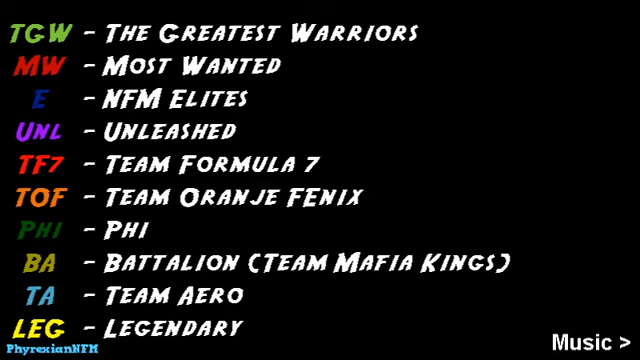 TGW - The Greatest Warriors
MW - Most Wanted
E - NFM Elites
Unl - Unleashed
TF7 - Team Formula 7
TOF - Team Oranje FEnix
Phi - Phi
BA - Battalion (Team Mafia Kings)
TA - Team Aero
LEG - Legendary
PhyrexianNFM
Music >